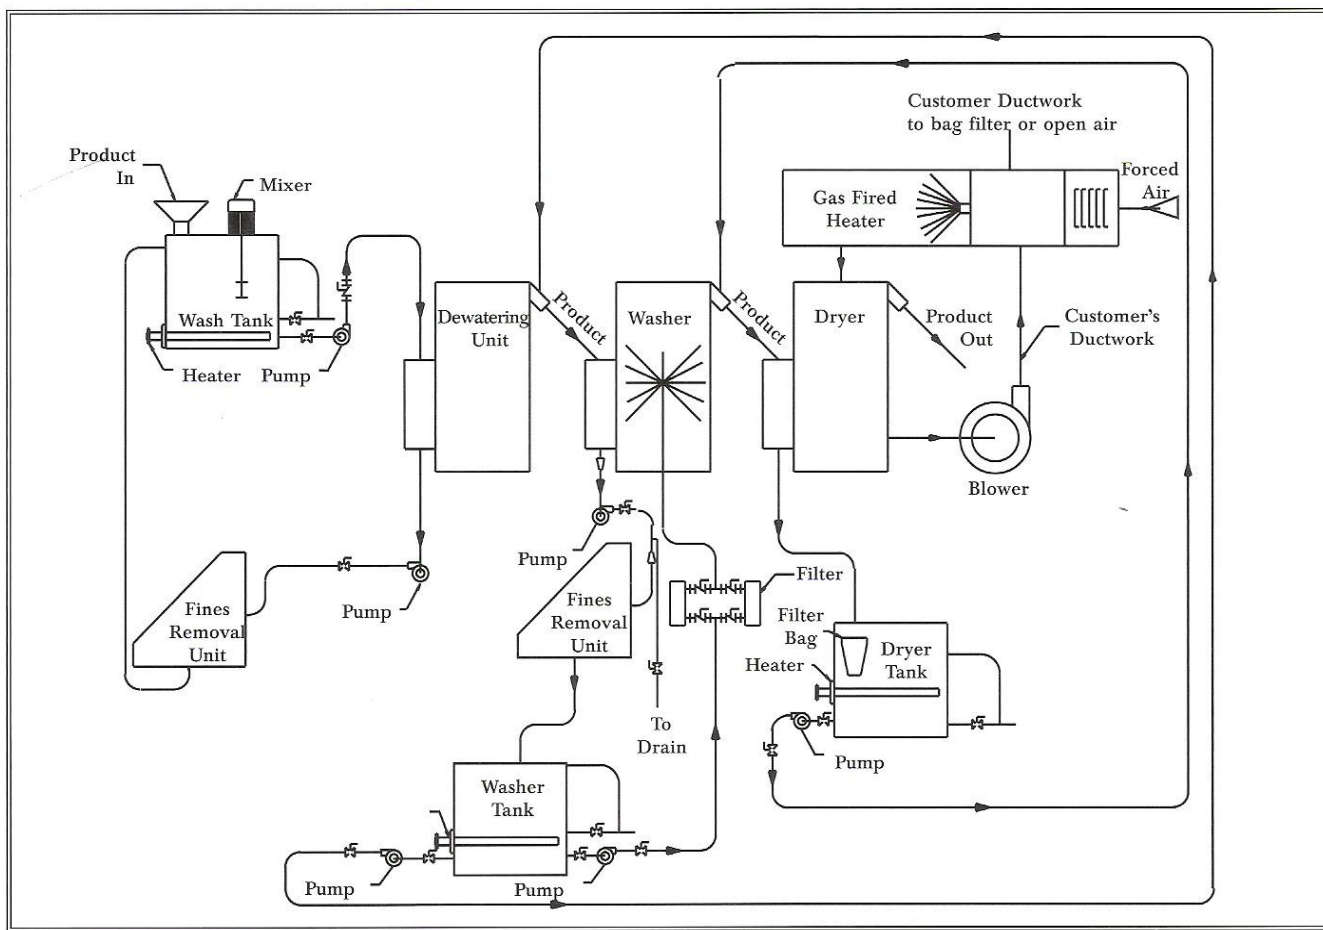 Customer Ductwork
to bag filter or open air
Product
In
Mixer
Forced
Air
Gas Fired
Heater
Wash Tank
Heater
Pump
Dewatering
Unit
Product
Washer
Product
Dryer
Product
Out
Customer's
Ductwork
Blower
Pump
Fines
Removal
Unit
Pump
Fines
Removal
Unit
Filter
Filter
Bag
Heater
Dryer
Tank
To
Drain
Pump
Washer
Tank
Pump
Pump